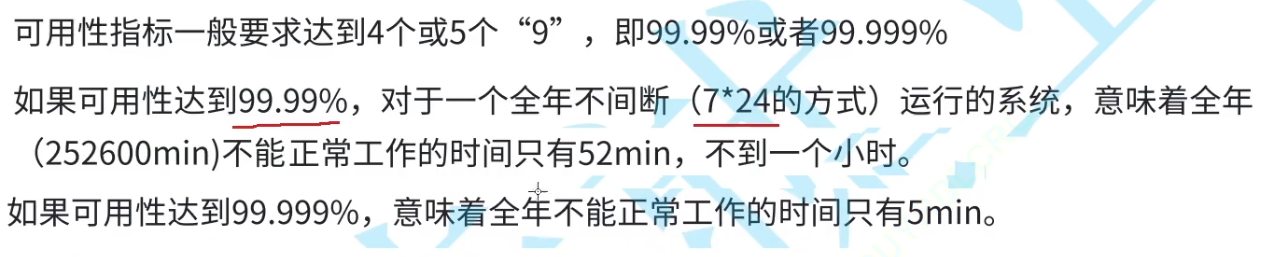 可用性指标一般要求达到4个或5个“9”，即99.99%或者99.999%
如果可用性达到99.99%，对于一个全年不间断（7*24的方式）运行的系统，意味着全年
（252600min)不能正常工作的时间只有52min，不到一个小时。
如果可用性达到99.999%，意味着全年不能正常工作的时间只有5min。